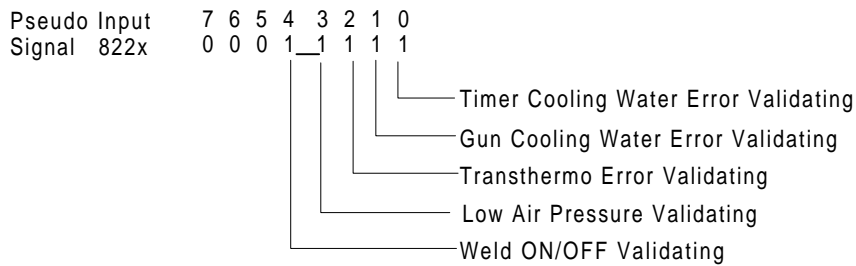 Pseudo Input 7 6 5 4 3 2 1 0
Signal 822x 0 0 0 1_1 1 1 1
Timer Cooling Water Error Validating
Gun Cooling Water Error Validating
Transthermo Error Validating
Low Air Pressure Validating
Weld ON/OFF Validating